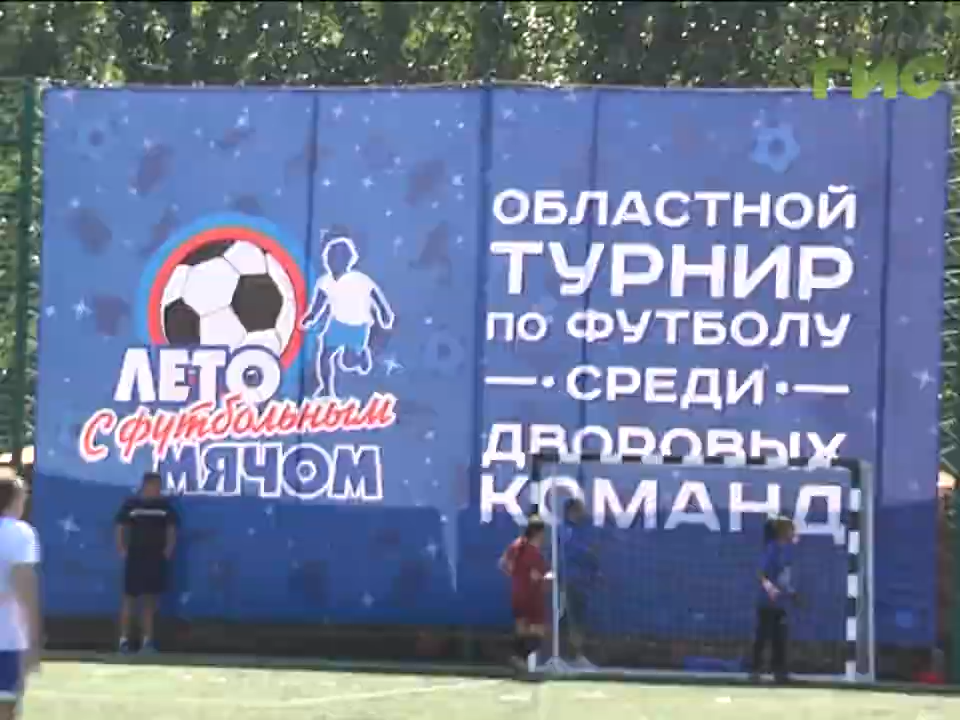 ГИС
ЛЕТО
С футбольным
МЯЧОМ
ОБЛАСТНОЙ
ТУРНИР
ПО ФУТБОЛУ
СРЕДИ
ДВОРОВЫХ
КОМАНД